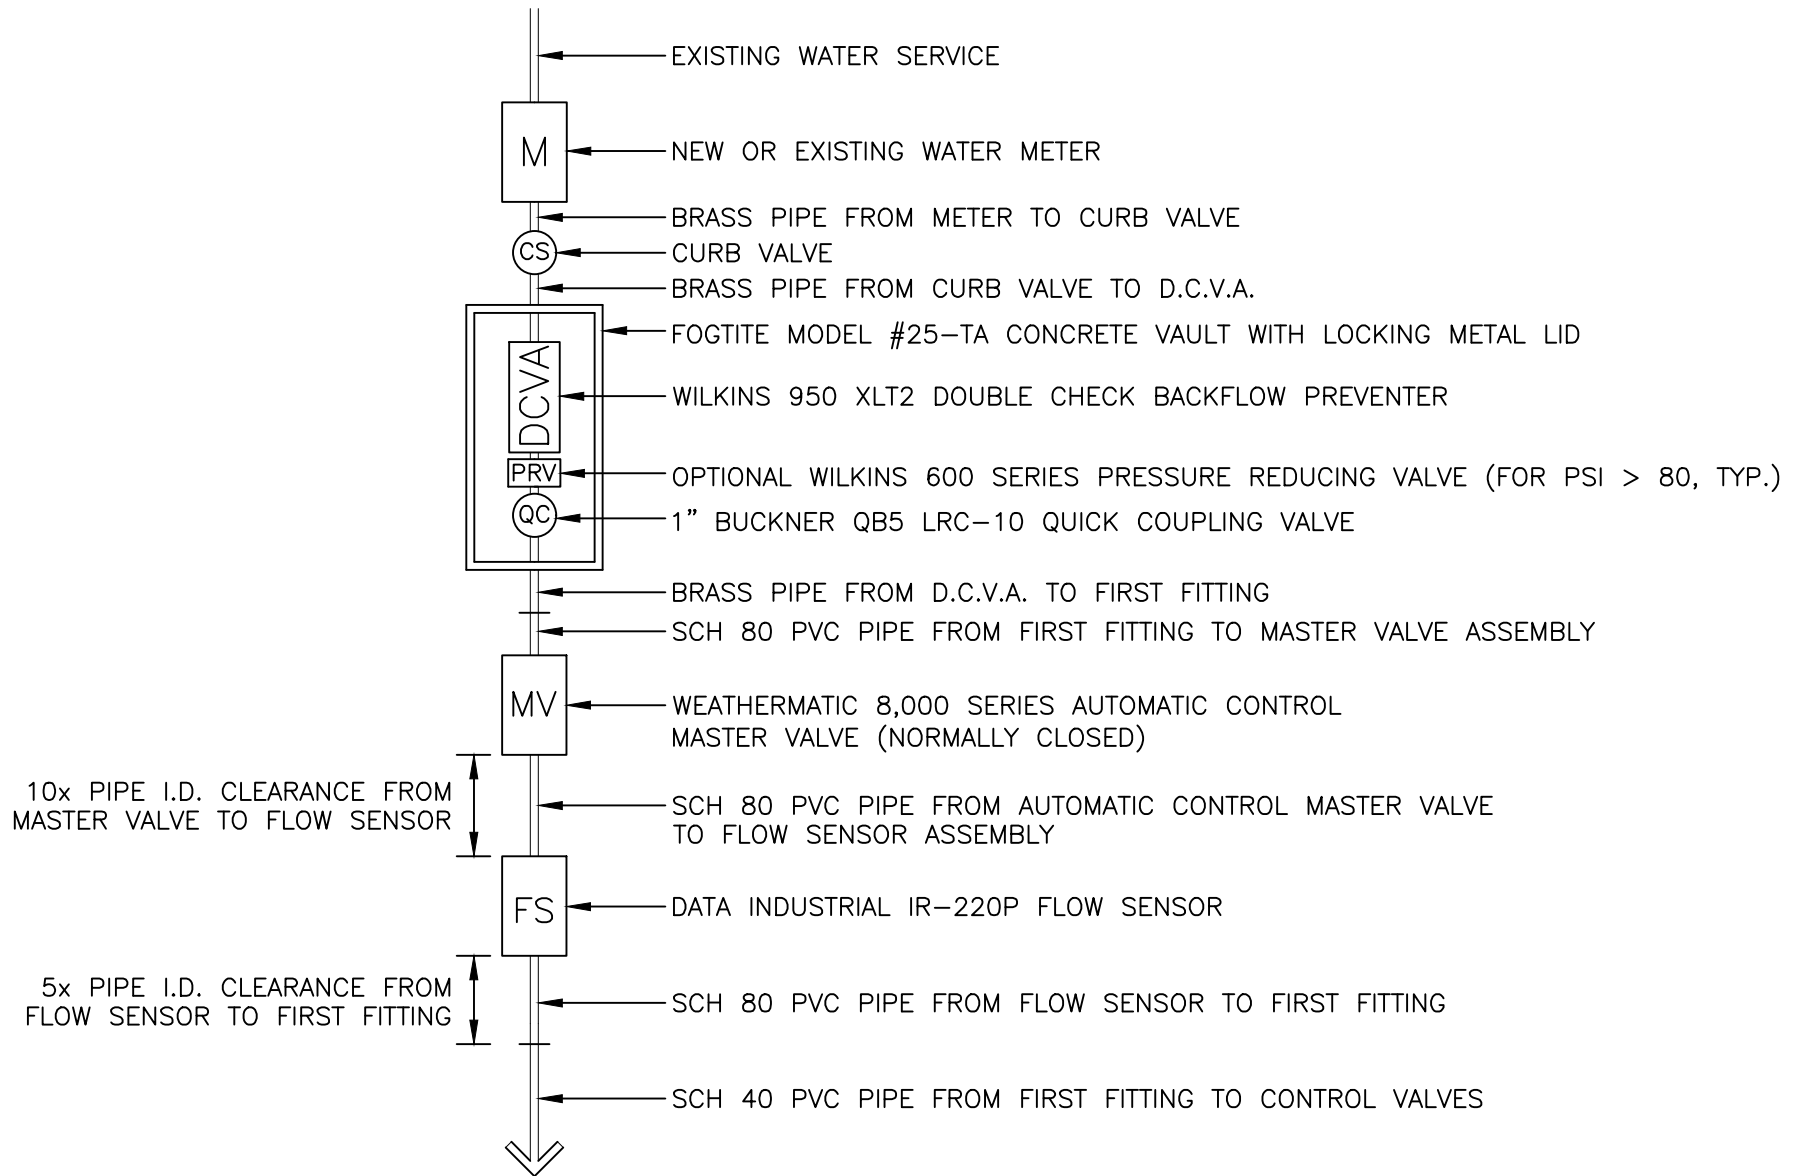 EXISTING WATER SERVICE
M
NEW OR EXISTING WATER METER
BRASS PIPE FROM METER TO CURB VALVE
CS
CURB VALVE
BRASS PIPE FROM CURB VALVE TO D.C.V.A.
FOGTITE MODEL #25-TA CONCRETE VAULT WITH LOCKING METAL LID
DCVA
WILKINS 950 XLT2 DOUBLE CHECK BACKFLOW PREVENTER
PRV
OPTIONAL WILKINS 600 SERIES PRESSURE REDUCING VALVE (FOR PSI > 80, TYP.)
QC
1" BUCKNER QB5 LRC-10 QUICK COUPLING VALVE
BRASS PIPE FROM D.C.V.A. TO FIRST FITTING
SCH 80 PVC PIPE FROM FIRST FITTING TO MASTER VALVE ASSEMBLY
MV
WEATHERMATIC 8,000 SERIES AUTOMATIC CONTROL
MASTER VALVE (NORMALLY CLOSED)
10x PIPE I.D. CLEARANCE FROM
MASTER VALVE TO FLOW SENSOR
SCH 80 PVC PIPE FROM AUTOMATIC CONTROL MASTER VALVE
TO FLOW SENSOR ASSEMBLY
FS
DATA INDUSTRIAL IR-220P FLOW SENSOR
5x PIPE I.D. CLEARANCE FROM
FLOW SENSOR TO FIRST FITTING
SCH 80 PVC PIPE FROM FLOW SENSOR TO FIRST FITTING
SCH 40 PVC PIPE FROM FIRST FITTING TO CONTROL VALVES